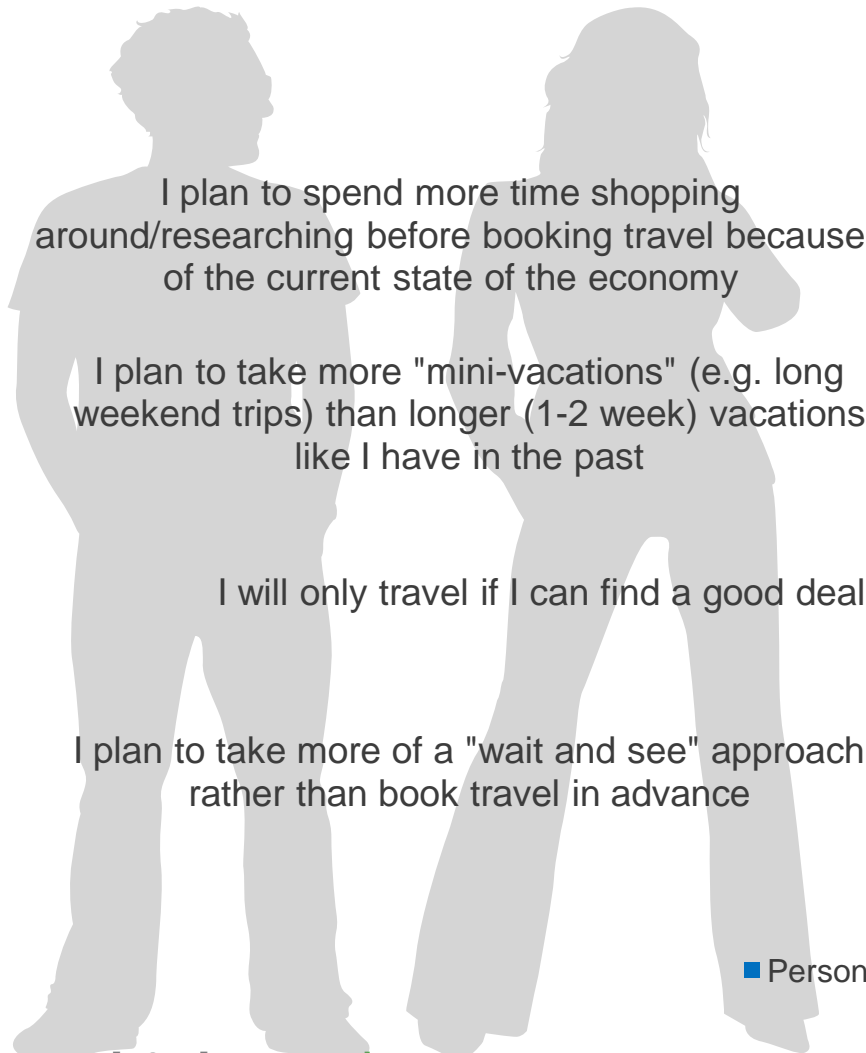 I plan to spend more time shopping
around/researching before booking travel because
of the current state of the economy
I plan to take more "mini-vacations" (e.g. long
weekend trips) than longer (1-2 week) vacations
like I have in the past
I will only travel if I can find a good deal
I plan to take more of a "wait and see" approach
rather than book travel in advance
Person